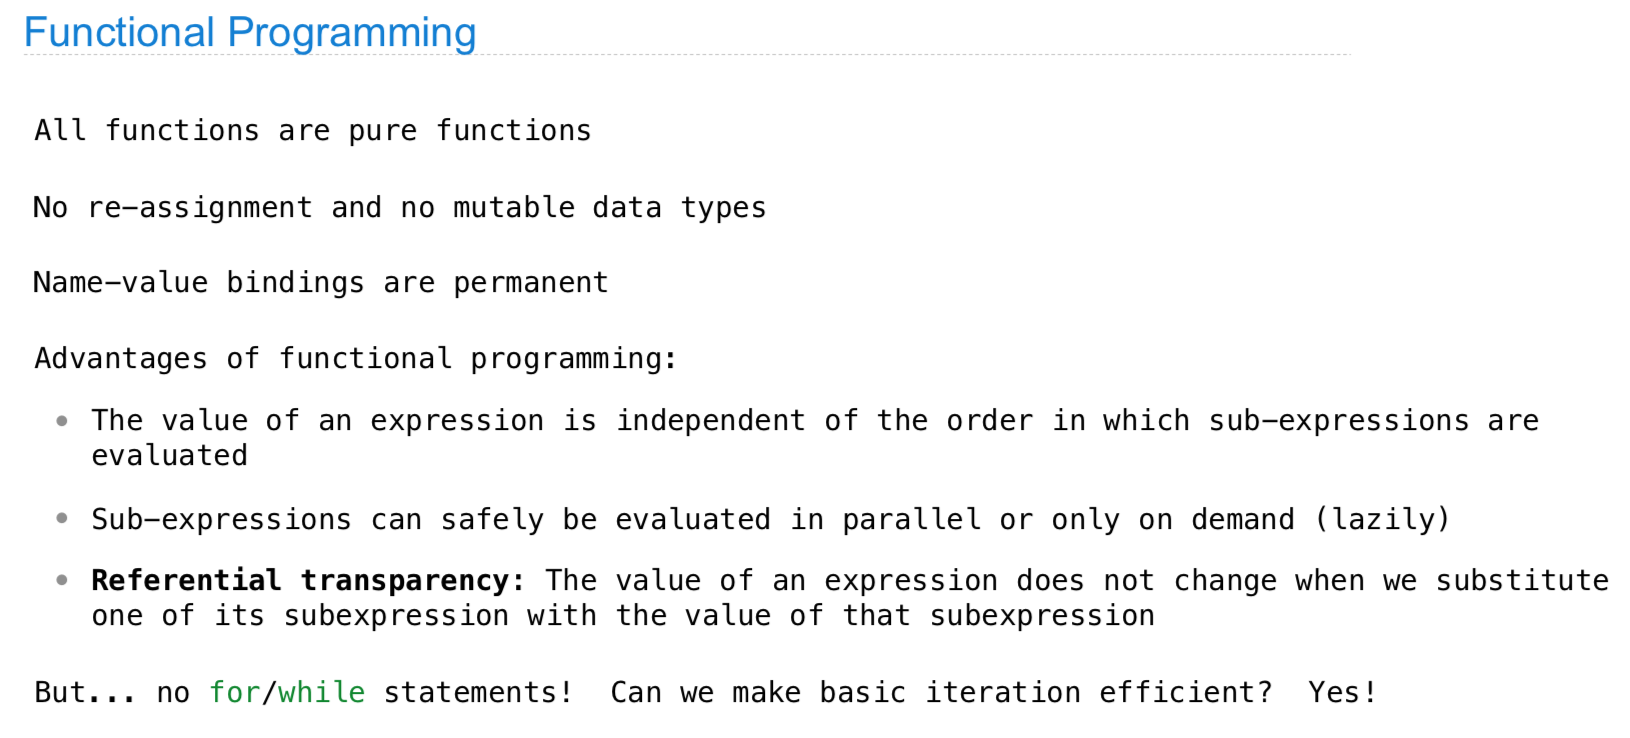 Functional Programming
All functions are pure functions
No re-assignment and no mutable data types
Name-value bindings are permanent
Advantages of functional programming:
• The value of an expression is independent of the order in which sub-expressions are
evaluated
• Sub-expressions can safely be evaluated in parallel or only on demand (lazily)
• Referential transparency: The value of an expression does not change when we substitute
one of its subexpression with the value of that subexpression
But... no for/while statements!  Can we make basic iteration efficient?  Yes!